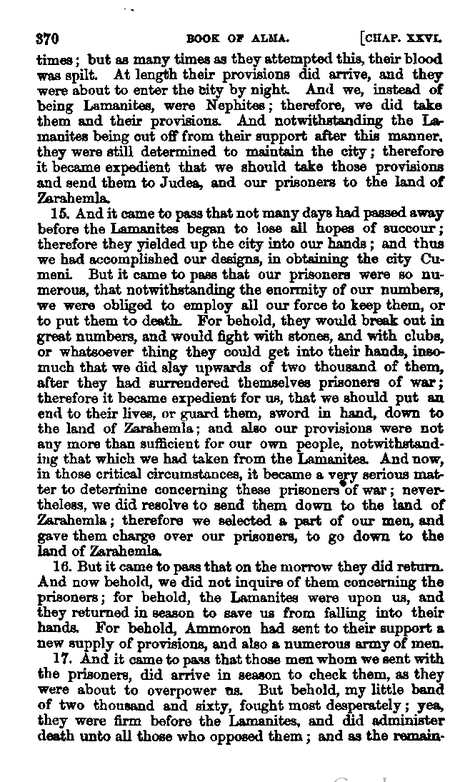 370 BOOK OF ALMA. [CHAP. XXVI.
times; but as many times as they attempted this, their blood
was spilt. At length their provisions did arrive, and they
were about to enter the city by night. And we, instead of
being Lamanites, were Nephites; therefore, we did take
them and their provisions. And notwithstanding the La-
manites being cut off from their support after this manner,
they were still determined to maintain the city; therefore
it became expedient that we should take those provisions
and send them to Judea, and our prisoners to the land of
Zarahemla.
15. And it came to pass that not many days had passed away
before the Lamanites began to lose all hopes of succour;
therefore they yielded up the city into our hands; and thus
we had accomplished our designs, in obtaining the city Cu-
meni. But it came to pass that our prisoners were so nu-
merous, that notwithstanding the enormity of our numbers,
we were obliged to employ all our force to keep them, or
to put them to death. For behold, they would break out in
great numbers, and would fight with stones, and with clubs,
or whatsoever thing they could get into their hands, inso-
much that we did slay upwards of two thousand of them,
after they had surrendered themselves prisoners of war;
therefore it became expedient for us, that we should put an
end to their lives, or guard them, sword in hand, down to
the land of Zarahemla; and also our provisions were not
any more than sufficient for our own people, notwithstand-
ing that which we had taken from the Lamanites. And now,
in those critical circumstances, it became a very serious mat-
ter to determine concerning these prisoners of war; never-
theless, we did resolve to send them down to the land of
Zarahemla; therefore we selected a part of our men, and
gave them charge over our prisoners, to go down to the
land of Zarahemla.
16. But it came to pass that on the morrow they did return.
And now behold, we did not inquire of them concerning the
prisoners; for behold, the Lamanites were upon us, and
they returned in season to save us from falling into their
hands. For behold, Ammoron had sent to their support a
new supply of provisions, and also a numerous army of men.
17. And it came to pass that those men whom we sent with
the prisoners, did arrive in season to check them, as they
were about to overpower us. But behold, my little band
of two thousand and sixty, fought most desperately; yea,
they were firm before the Lamanites, and did administer
death unto all those who opposed them; and as the remain-